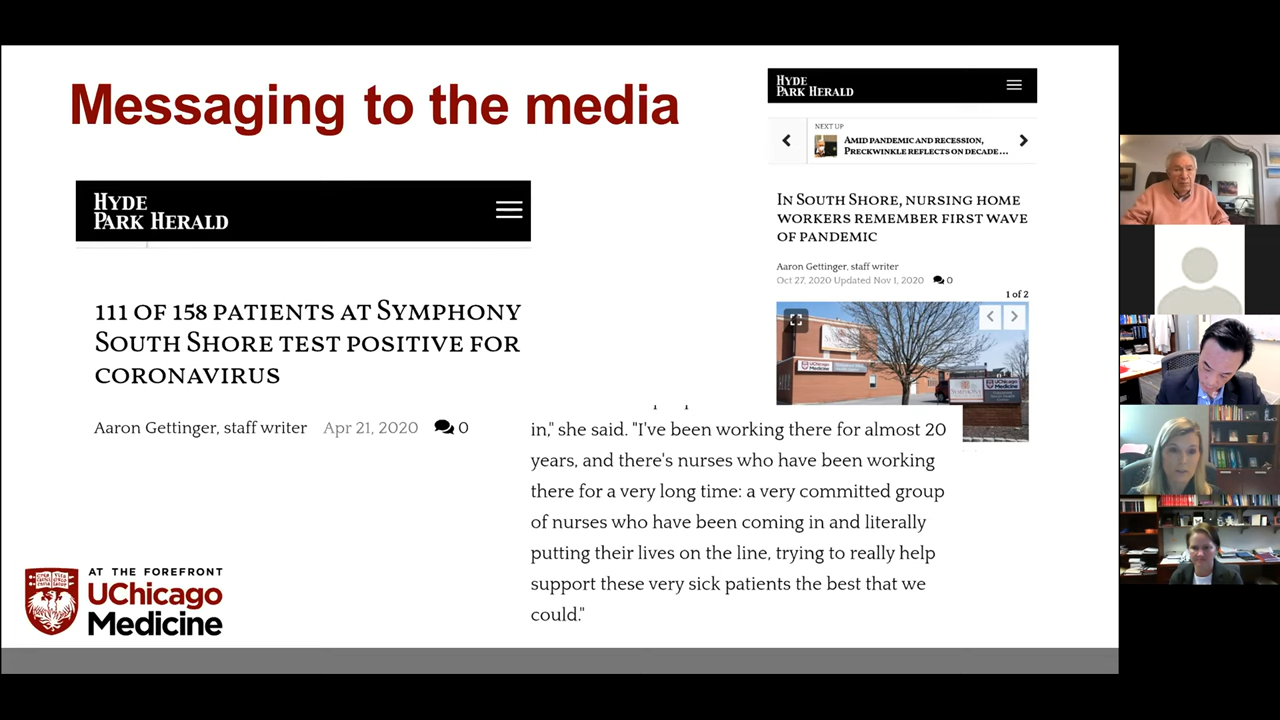 Messaging to the media
HYDE
PARK HERALD
111 OF 158 PATIENTS AT SYMPHONY
SOUTH SHORE TEST POSITIVE FOR
CORONAVIRUS
Aaron Gettinger, staff writer Apr 21, 2020 0
HYDE
PARK HERALD
NEXT UP
AMID PANDEMIC AND RECESSION,
PRECKWINKLE REFLECTS ON DECADE...
IN SOUTH SHORE, NURSING HOME
WORKERS REMEMBER FIRST WAVE
OF PANDEMIC
Aaron Gettinger, staff writer
Oct 27, 2020 Updated Nov 1, 2020 0
1 of 2
UChicago
Medicine
SYMPHONY
UChicago
Medicine
in," she said. "I've been working there for almost 20
years, and there's nurses who have been working
there for a very long time: a very committed group
of nurses who have been coming in and literally
putting their lives on the line, trying to really help
support these very sick patients the best that we
could."
AT THE FOREFRONT
UChicago
Medicine